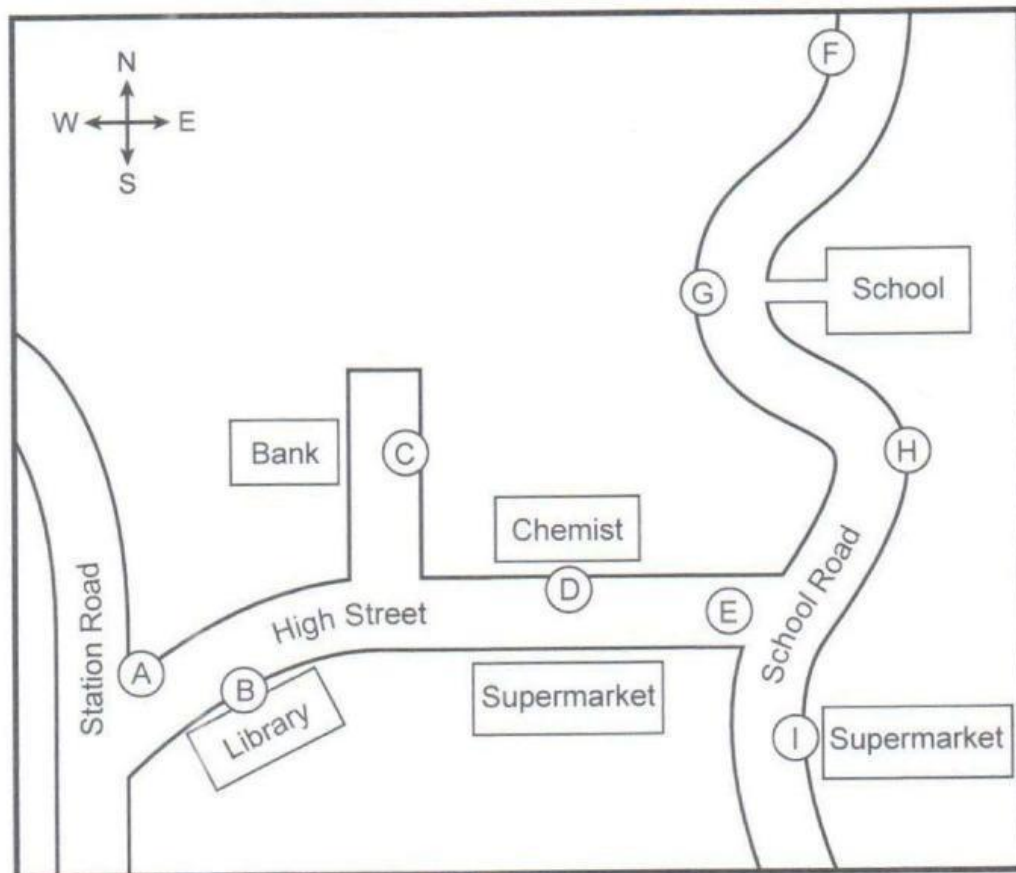 N
W
E
S
F
G
School
Bank
C
H
Chemist
D
E
High Street
School Road
Station Road
A
B
Library
Supermarket
I
Supermarket